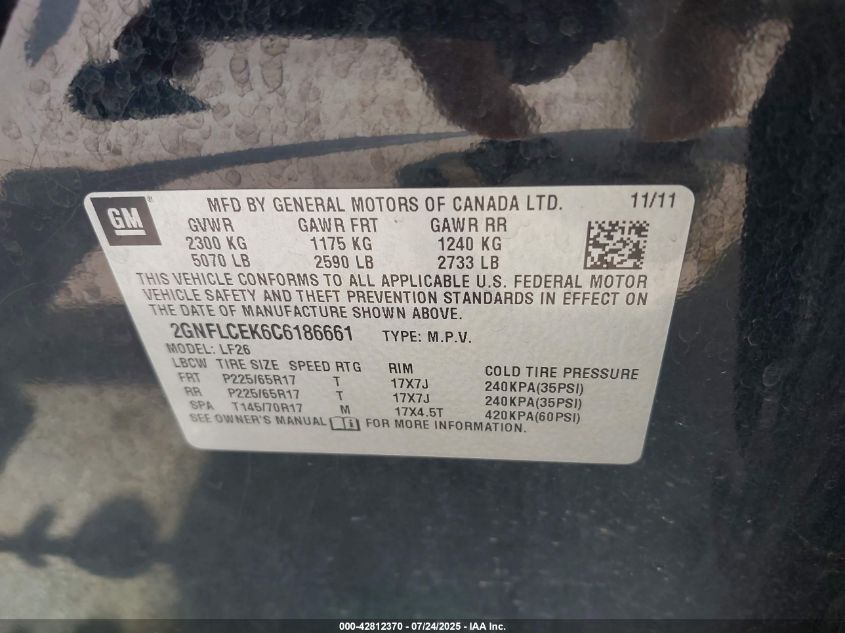 GM ® MFD BY GENERAL MOTORS OF CANADA LTD. 11/11
GVWR GAWR FRT GAWR RR
2300 KG 1175 KG 1240 KG
5070 LB 2590 LB 2733 LB
THIS VEHICLE CONFORMS TO ALL APPLICABLE U.S. FEDERAL MOTOR
VEHICLE SAFETY AND THEFT PREVENTION STANDARDS IN EFFECT ON
THE DATE OF MANUFACTURE SHOWN ABOVE.
2GNFLCEK6C6186661 TYPE: M.P.V.
MODEL: LF26
LBCW TIRE SIZE SPEED RTG RIM COLD TIRE PRESSURE
FRT P225/65R17 T 17X7J 240KPA(35PSI)
RR P225/65R17 T 17X7J 240KPA(35PSI)
SPA T145/70R17 M 17X4.5T 420KPA(60PSI)
SEE OWNER'S MANUAL FOR MORE INFORMATION.
000-42812370 - 07/24/2025 - IAA Inc.